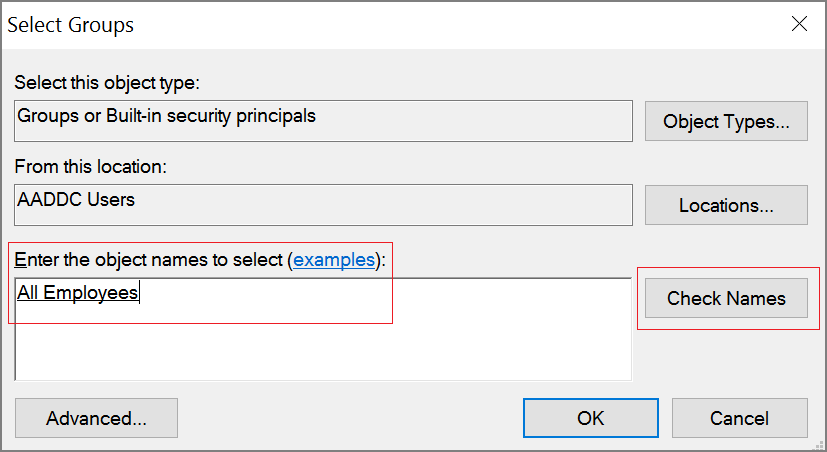 Select Groups
Select this object type:
Groups or Built-in security principals
Object Types...
From this location:
AADDC Users
Locations...
Enter the object names to select (examples):
All Employees
Check Names
Advanced...
OK
Cancel